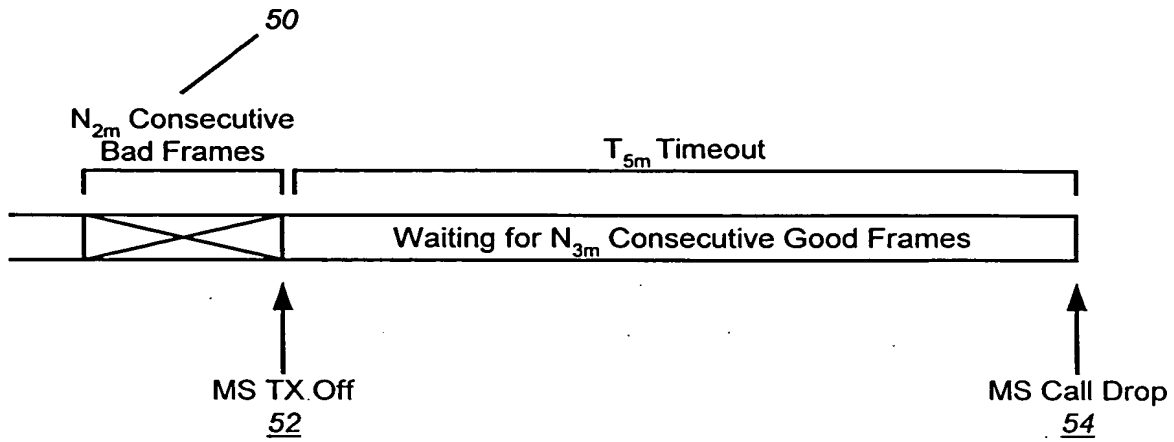 50
N2m Consecutive
Bad Frames
T5m Timeout
Waiting for N3m Consecutive Good Frames
MS TX Off
52
MS Call Drop
54